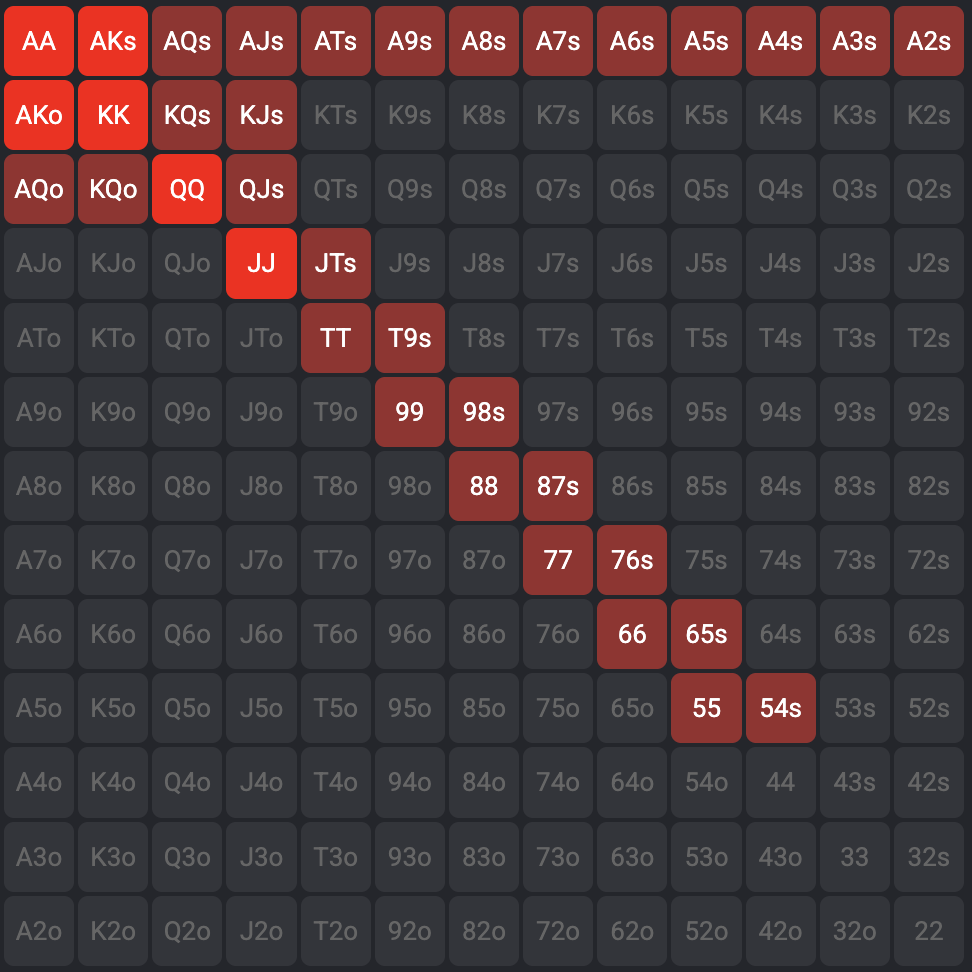 AA AKs AQs AJs ATs A9s A8s A7s A6s A5s A4s A3s A2s
AKo KK KQs KJs KTs K9s K8s K7s K6s K5s K4s K3s K2s
AQo KQo QQ QJs QTs Q9s Q8s Q7s Q6s Q5s Q4s Q3s Q2s
AJo KJo QJo JJ JTs J9s J8s J7s J6s J5s J4s J3s J2s
ATo KTo QTo JTo TT T9s T8s T7s T6s T5s T4s T3s T2s
A9o K9o Q9o J9o T9o 99 98s 97s 96s 95s 94s 93s 92s
A8o K8o Q8o J8o T8o 98o 88 87s 86s 85s 84s 83s 82s
A7o K7o Q7o J7o T7o 97o 87o 77 76s 75s 74s 73s 72s
A6o K6o Q6o J6o T6o 96o 86o 76o 66 65s 64s 63s 62s
A5o K5o Q5o J5o T5o 95o 85o 75o 65o 55 54s 53s 52s
A4o K4o Q4o J4o T4o 94o 84o 74o 64o 54o 44 43s 42s
A3o K3o Q3o J3o T3o 93o 83o 73o 63o 53o 43o 33 32s
A2o K2o Q2o J2o T2o 92o 82o 72o 62o 52o 42o 32o 22